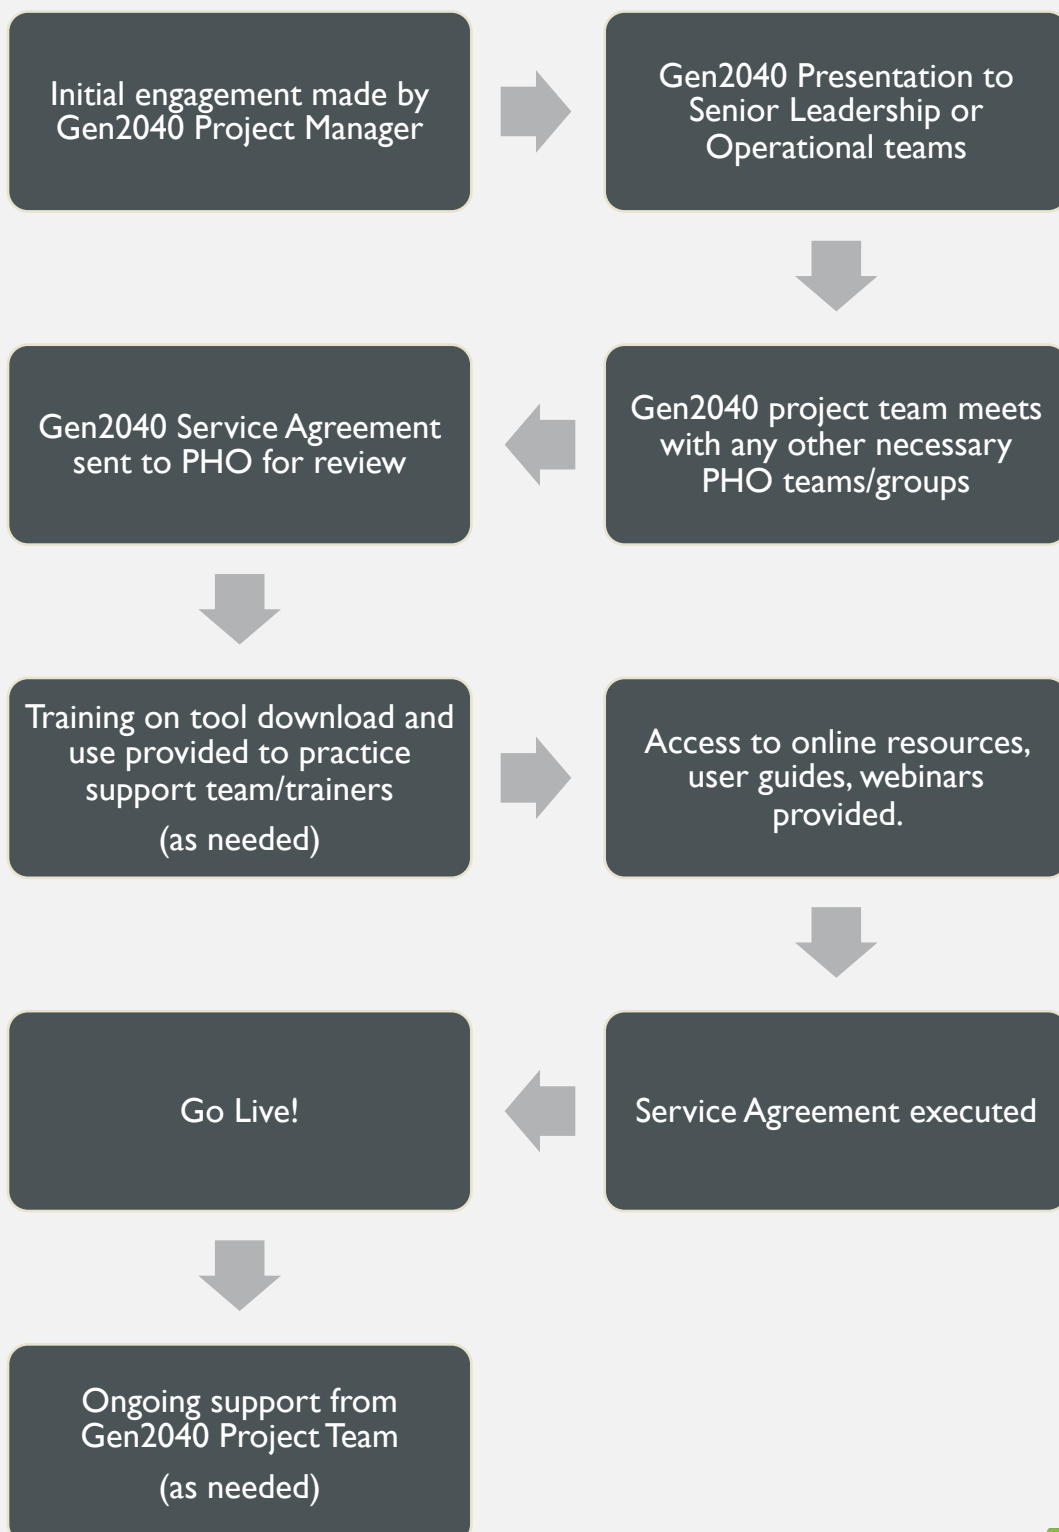 Initial engagement made by
Gen2040 Project Manager
Gen2040 Presentation to
Senior Leadership or
Operational teams
Gen2040 project team meets
with any other necessary
PHO teams/groups
Gen2040 Service Agreement
sent to PHO for review
Training on tool download and
use provided to practice
support team/trainers
(as needed)
Access to online resources,
user guides, webinars
provided.
Service Agreement executed
Go Live!
Ongoing support from
Gen2040 Project Team
(as needed)